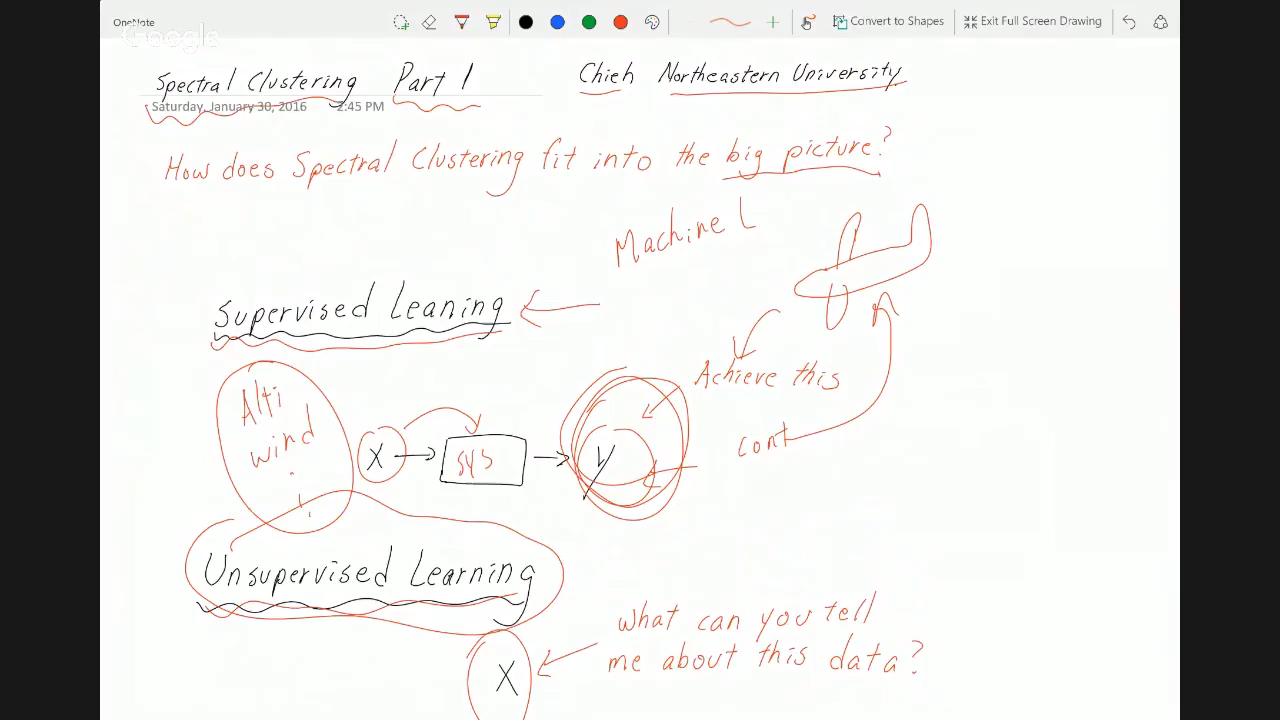 OneNote
Convert to Shapes
Exit Full Screen Drawing
Google
Spectral Clustering Part 1
Chieh Northeastern University
Saturday, January 30, 2016 2:45 PM
How does Spectral Clustering fit into the big picture?
Machine L
Supervised Leaning
Achieve this
Alti
wind
X
sys
y
cont
Unsupervised Learning
What can you tell
me about this data?
X